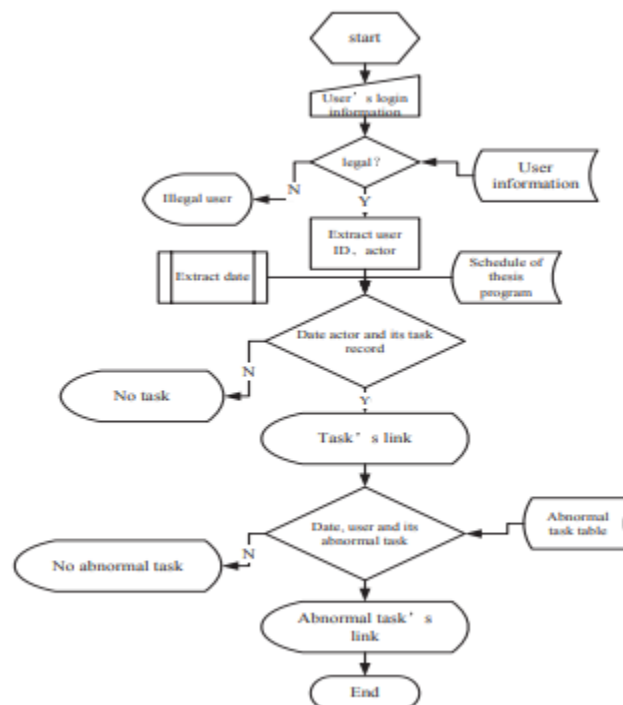 start
User’s login
information
legal?
User
information
N
Illegal user
Y
Extract user
ID、actor
Extract date
Schedule of
thesis
program
Date actor and its task
record
N
No task
Y
Task’s link
Date, user and its
abnormal task
Abnormal
task table
N
No abnormal task
Abnormal task’s
link
End